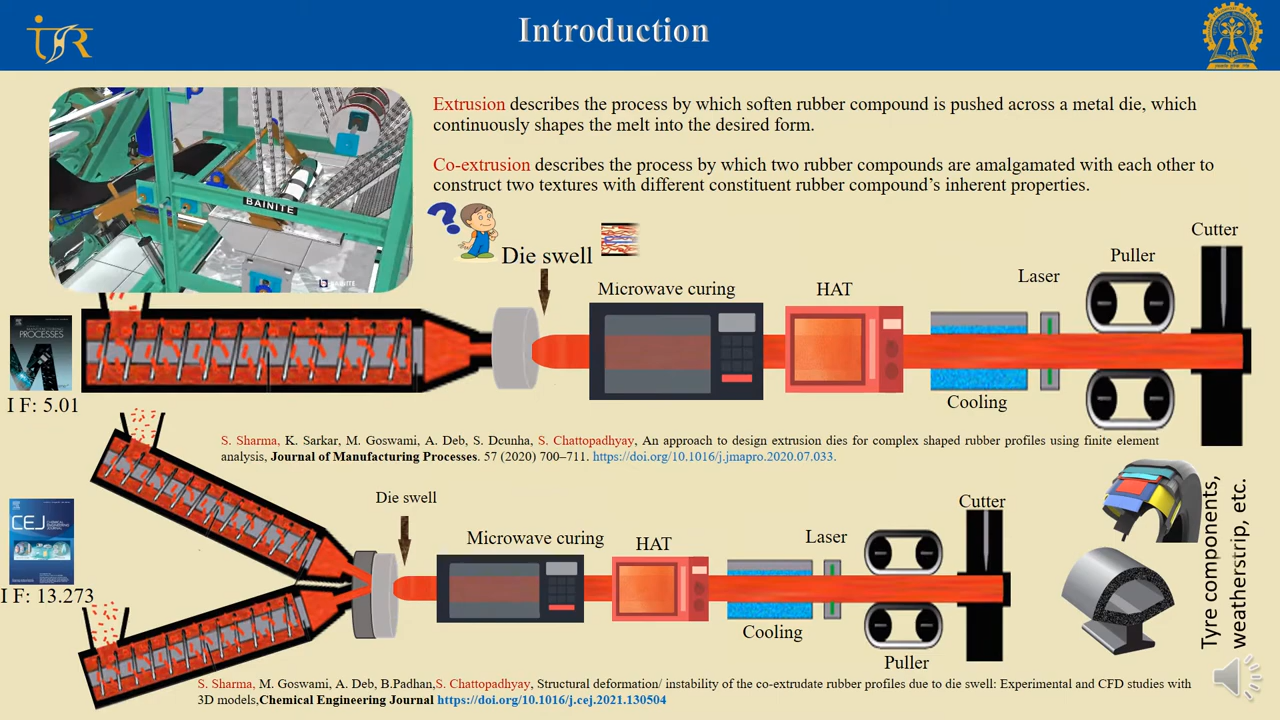 Introduction
Extrusion describes the process by which soften rubber compound is pushed across a metal die, which
continuously shapes the melt into the desired form.
Co-extrusion describes the process by which two rubber compounds are amalgamated with each other to
construct two textures with different constituent rubber compound's inherent properties.
BAINITE
BAINITE
Die swell
Microwave curing
HAT
Laser
Puller
Cutter
Cooling
PROCESSES
I F: 5.01
S. Sharma, K. Sarkar, M. Goswami, A. Deb, S. Dcunha, S. Chattopadhyay, An approach to design extrusion dies for complex shaped rubber profiles using finite element
analysis, Journal of Manufacturing Processes. 57 (2020) 700–711. https://doi.org/10.1016/j.jmapro.2020.07.033.
Die swell
Microwave curing
HAT
Laser
Cutter
Cooling
Puller
CEJ
I F: 13.273
Tyre components,
weatherstrip, etc.
S. Sharma, M. Goswami, A. Deb, B.Padhan,S. Chattopadhyay, Structural deformation/ instability of the co-extrudate rubber profiles due to die swell: Experimental and CFD studies with
3D models,Chemical Engineering Journal https://doi.org/10.1016/j.cej.2021.130504